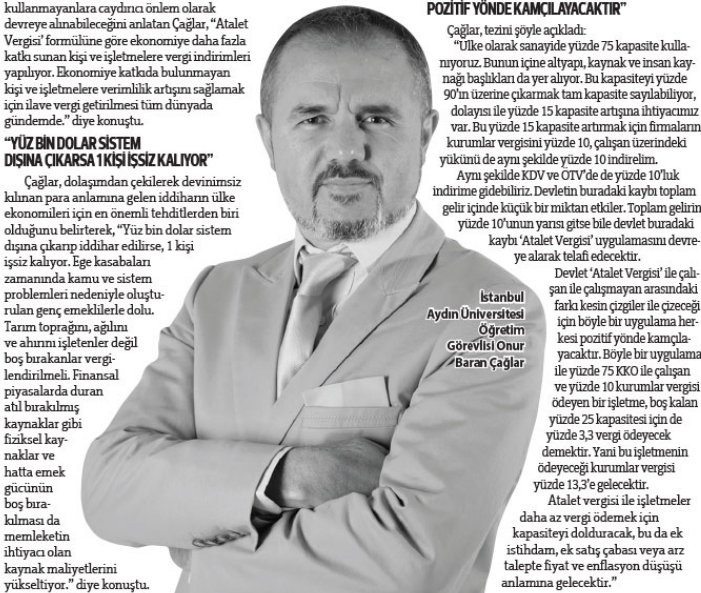 kullanmayanlara caydırıcı önlem olarak
devreye alınabileceğini anlatan Çağlar, “Atalet
Vergisi’ formülüne göre ekonomiye daha fazla
katkı sunan kişi ve işletmelere vergi indirimleri
yapılıyor. Ekonomiye katkıda bulunmayan
kişi ve işletmelere verimlilik artışını sağlamak
için ilave vergi getirilmesi tüm dünyada
gündemde.” diye konuştu.
“YÜZ BİN DOLAR SİSTEM
DIŞINA ÇIKARSA 1 KİŞİ İŞSİZ KALIYOR”
Çağlar, dolaşımdan çekilerek devinimsiz
kılınan para anlamına gelen iddiharın ülke
ekonomileri için en önemli tehditlerden biri
olduğunu belirterek, “Yüz bin dolar sistem
dışına çıkarıp iddihar edilirse, 1 kişi
işsiz kalıyor. Ege kasabaları
zamanında kamu ve sistem
problemleri nedeniyle oluştu-
rulan genç emeklilerle dolu.
Tarım toprağını, ağılını
ve ahırını işletenler değil
boş bırakanlar vergi-
lendirilmeli. Finansal
piyasalarda duran
atıl bırakılmış
kaynaklar gibi
fiziksel kay-
naklar ve
hatta emek
gücünün
boş bıra-
kılması da
memleketin
ihtiyacı olan
kaynak maliyetlerini
yükseltiyor.” diye konuştu.
İstanbul
Aydın Üniversitesi
Öğretim
Görevlisi Onur
Baran Çağlar
POZİTİF YÖNDE KAMÇILAYACAKTIR”
Çağlar, tezini şöyle açıkladı:
“Ülke olarak sanayide yüzde 75 kapasite kulla-
nıyoruz. Bunun içine altyapı, kaynak ve insan kay-
nağı başlıkları da yer alıyor. Bu kapasiteyi yüzde
90’ın üzerine çıkarmak tam kapasite sayılabiliyor,
dolayısı ile yüzde 15 kapasite artışına ihtiyacımız
var. Bu yüzde 15 kapasite artırmak için firmaların
kurumlar vergisini yüzde 10, çalışan üzerindeki
yükünü de aynı şekilde yüzde 10 indirelim.
Aynı şekilde KDV ve ÖTV’de de yüzde 10’luk
indirime gidebiliriz. Devletin buradaki kaybı toplam
gelir içinde küçük bir miktarı etkiler. Toplam gelirin
yüzde 10’unun yarısı gitse bile devlet buradaki
kaybı ‘Atalet Vergisi’ uygulamasını devre-
ye alarak telafi edecektir.
Devlet ‘Atalet Vergisi’ ile çalı-
şan ile çalışmayan arasındaki
farkı kesin çizgiler ile çizeceği
için böyle bir uygulama her-
kesi pozitif yönde kamçıla-
yacaktır. Böyle bir uygulama
ile yüzde 75 KKO ile çalışan
ve yüzde 10 kurumlar vergisi
ödeyen bir işletme, boş kalan
yüzde 25 kapasitesi için de
yüzde 3,3 vergi ödeyecek
demektir. Yani bu işletmenin
ödeyeceği kurumlar vergisi
yüzde 13,3’e gelecektir.
Atalet vergisi ile işletmeler
daha az vergi ödemek için
kapasiteyi dolduracak, bu da ek
istihdam, ek satış çabası veya arz
talepte fiyat ve enflasyon düşüşü
anlamına gelecektir.”